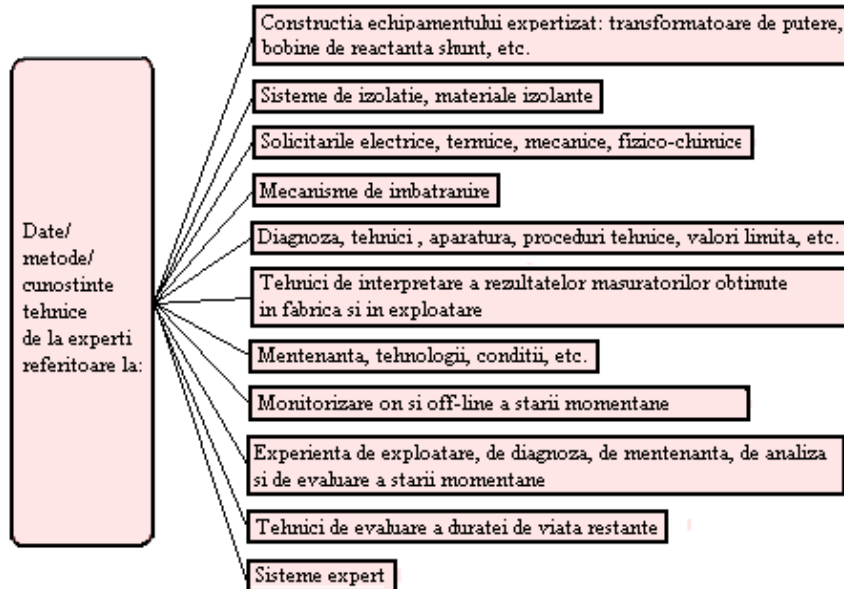 Constructia echipamentului expertizat: transformatoare de putere,
bobine de reactanta shunt, etc.
Sisteme de izolatie, materiale izolante
Solicitarile electrice, termice, mecanice, fizico-chimice
Mecanisme de imbatranire
Diagnoza, tehnici , aparatura, proceduri tehnice, valori limita, etc.
Tehnici de interpretare a rezultatelor masuratorilor obtinute
in fabrica si in exploatare
Mentenanta, tehnologii, conditii, etc.
Monitorizare on si off-line a starii momentane
Experienta de exploatare, de diagnoza, de mentenanta, de analiza
si de evaluare a starii momentane
Tehnici de evaluare a duratei de viata restante
Sisteme expert
Date/
metode/
cunostinte
tehnice
de la experti
referitoare la: